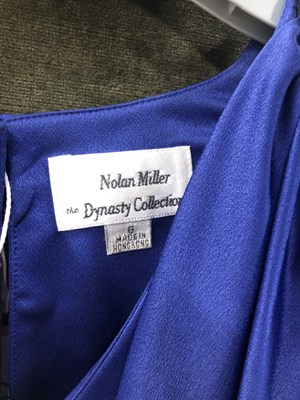 Nolan Miller
the Dynasty Collection
6
MADE IN
HONG KONG